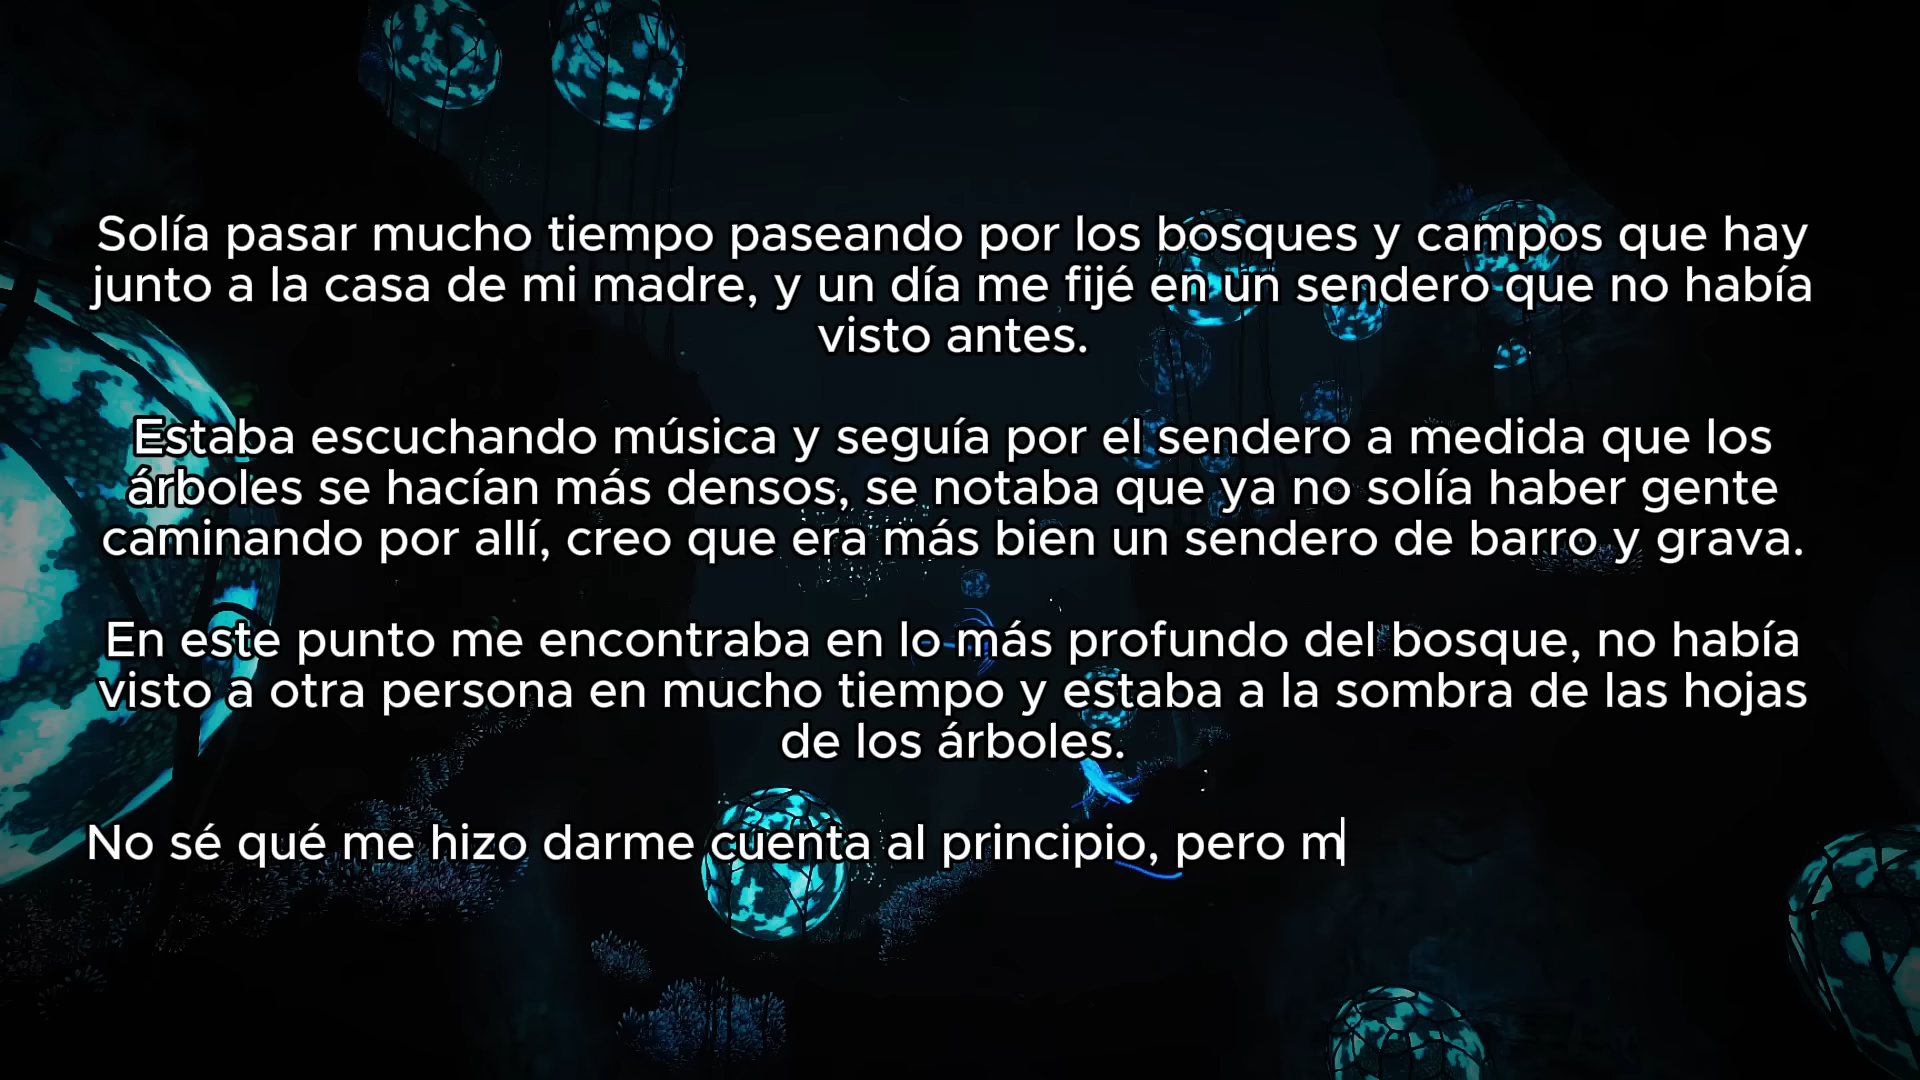 Solía pasar mucho tiempo paseando por los bosques y campos que hay
junto a la casa de mi madre, y un día me fijé en un sendero que no había
visto antes.
Estaba escuchando música y seguía por el sendero a medida que los
árboles se hacían más densos, se notaba que ya no solía haber gente
caminando por allí, creo que era más bien un sendero de barro y grava.
En este punto me encontraba en lo más profundo del bosque, no había
visto a otra persona en mucho tiempo y estaba a la sombra de las hojas
de los árboles.
No sé qué me hizo darme cuenta al principio, pero m